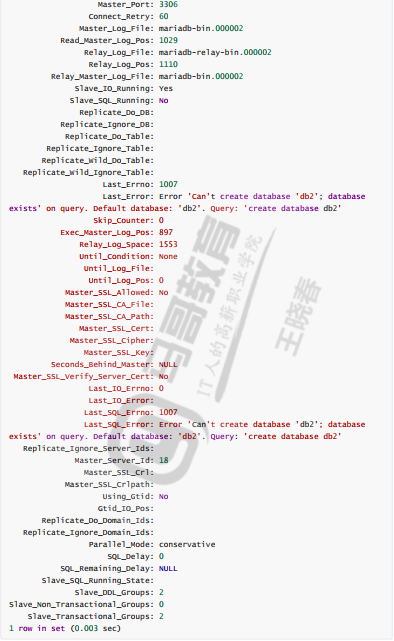 Master_Port: 3306
Connect_Retry: 60
Master_Log_File: mariadb-bin.000002
Read_Master_Log_Pos: 1029
Relay_Log_File: mariadb-relay-bin.000002
Relay_Log_Pos: 1110
Relay_Master_Log_File: mariadb-bin.000002
Slave_IO_Running: Yes
Slave_SQL_Running: No
Replicate_Do_DB:
Replicate_Ignore_DB:
Replicate_Do_Table:
Replicate_Ignore_Table:
Replicate_Wild_Do_Table:
Replicate_Wild_Ignore_Table:
Last_Errno: 1007
Last_Error: Error 'Can't create database 'db2'; database
exists' on query. Default database: 'db2'. Query: 'create database db2'
Skip_Counter: 0
Exec_Master_Log_Pos: 897
Relay_Log_Space: 1553
Until_Condition: None
Until_Log_File:
Until_Log_Pos: 0
Master_SSL_Allowed: No
Master_SSL_CA_File:
Master_SSL_CA_Path:
Master_SSL_Cert:
Master_SSL_Cipher:
Master_SSL_Key:
Seconds_Behind_Master: NULL
Master_SSL_Verify_Server_Cert: No
Last_IO_Errno: 0
Last_IO_Error:
Last_SQL_Errno: 1007
Last_SQL_Error: Error 'Can't create database 'db2'; database
exists' on query. Default database: 'db2'. Query: 'create database db2'
Replicate_Ignore_Server_Ids:
Master_Server_Id: 18
Master_SSL_Crl:
Master_SSL_Crlpath:
Using_Gtid: No
Gtid_IO_Pos:
Replicate_Do_Domain_Ids:
Replicate_Ignore_Domain_Ids:
Parallel_Mode: conservative
SQL_Delay: 0
SQL_Remaining_Delay: NULL
Slave_SQL_Running_State:
Slave_DDL_Groups: 2
Slave_Non_Transactional_Groups: 0
Slave_Transactional_Groups: 2
1 row in set (0.003 sec)
马哥教育
IT人的高薪职业学院
王晓春